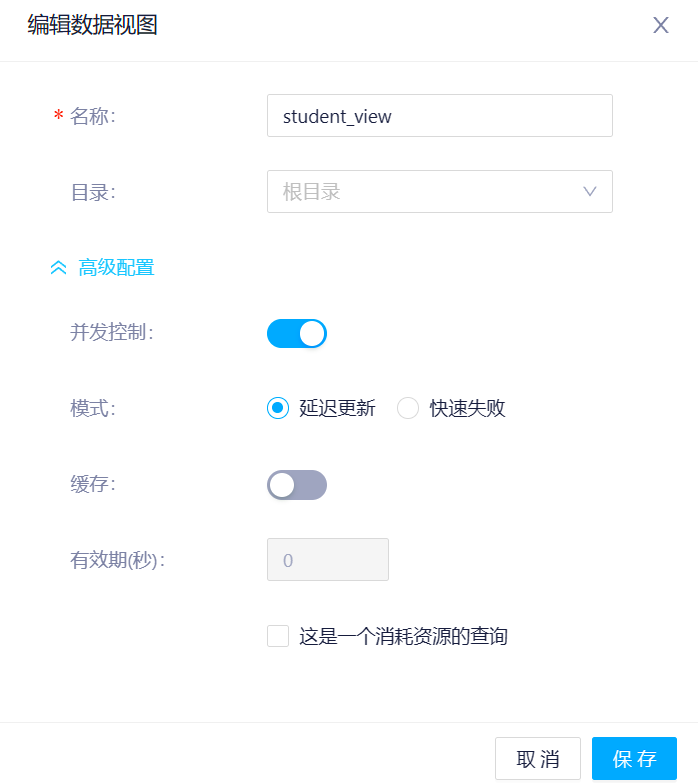 编辑数据视图
* 名称:
student_view
目录:
根目录
高级配置
并发控制:
模式:
延迟更新 快速失败
缓存:
有效期(秒):
0
这是一个消耗资源的查询
取 消 保 存